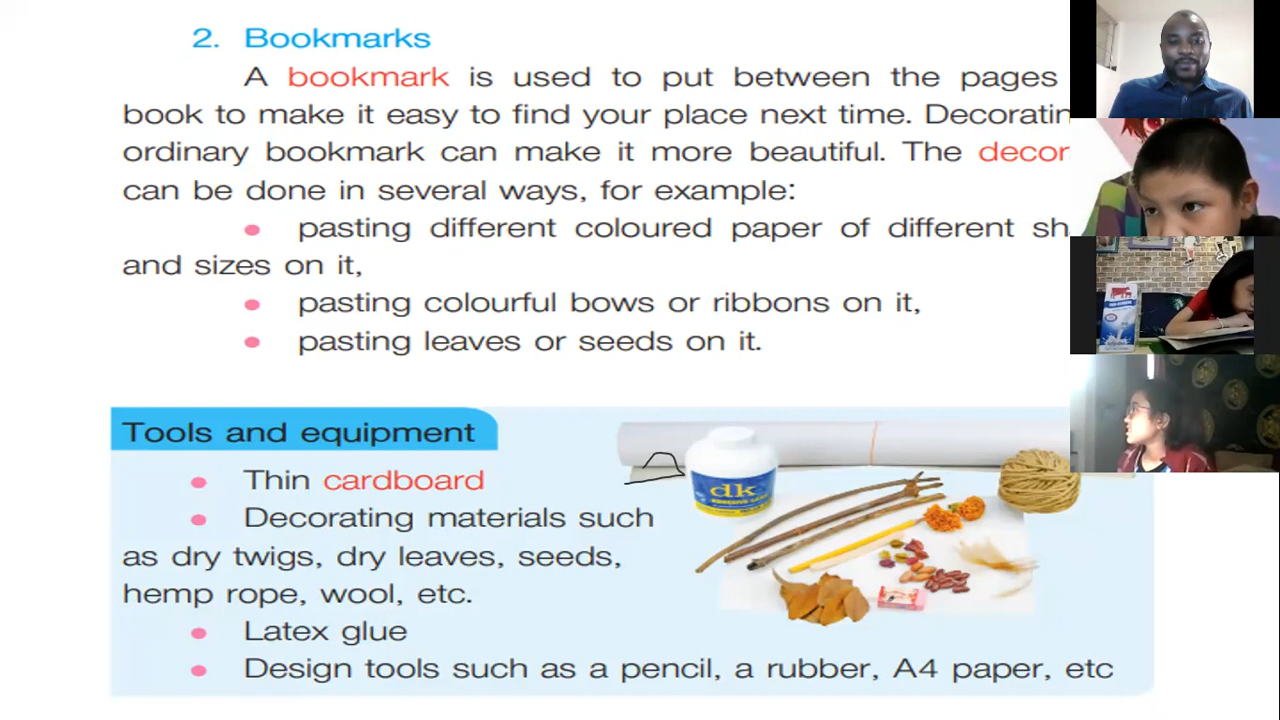 2. Bookmarks
A bookmark is used to put between the pages
book to make it easy to find your place next time. Decoratin
ordinary bookmark can make it more beautiful. The decor
can be done in several ways, for example:
• pasting different coloured paper of different sh
and sizes on it,
• pasting colourful bows or ribbons on it,
• pasting leaves or seeds on it.
Tools and equipment
• Thin cardboard
• Decorating materials such
as dry twigs, dry leaves, seeds,
hemp rope, wool, etc.
• Latex glue
• Design tools such as a pencil, a rubber, A4 paper, etc
dk